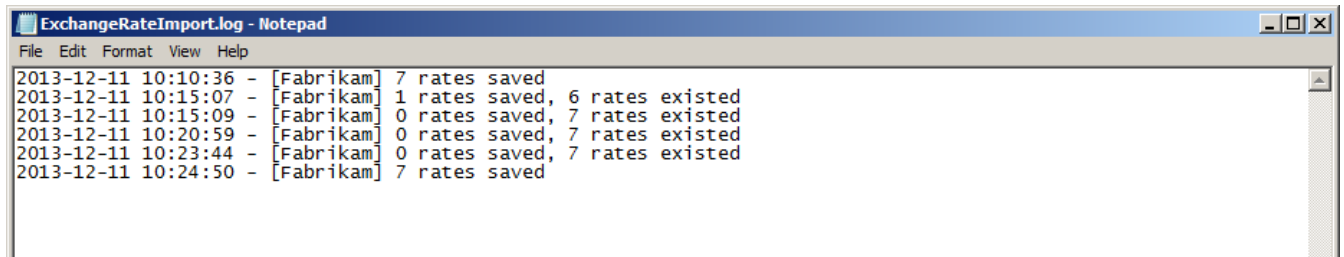 ExchangeRateImport.log - Notepad
File Edit Format View Help
2013-12-11 10:10:36 - [Fabrikam] 7 rates saved
2013-12-11 10:15:07 - [Fabrikam] 1 rates saved, 6 rates existed
2013-12-11 10:15:09 - [Fabrikam] 0 rates saved, 7 rates existed
2013-12-11 10:20:59 - [Fabrikam] 0 rates saved, 7 rates existed
2013-12-11 10:23:44 - [Fabrikam] 0 rates saved, 7 rates existed
2013-12-11 10:24:50 - [Fabrikam] 7 rates saved